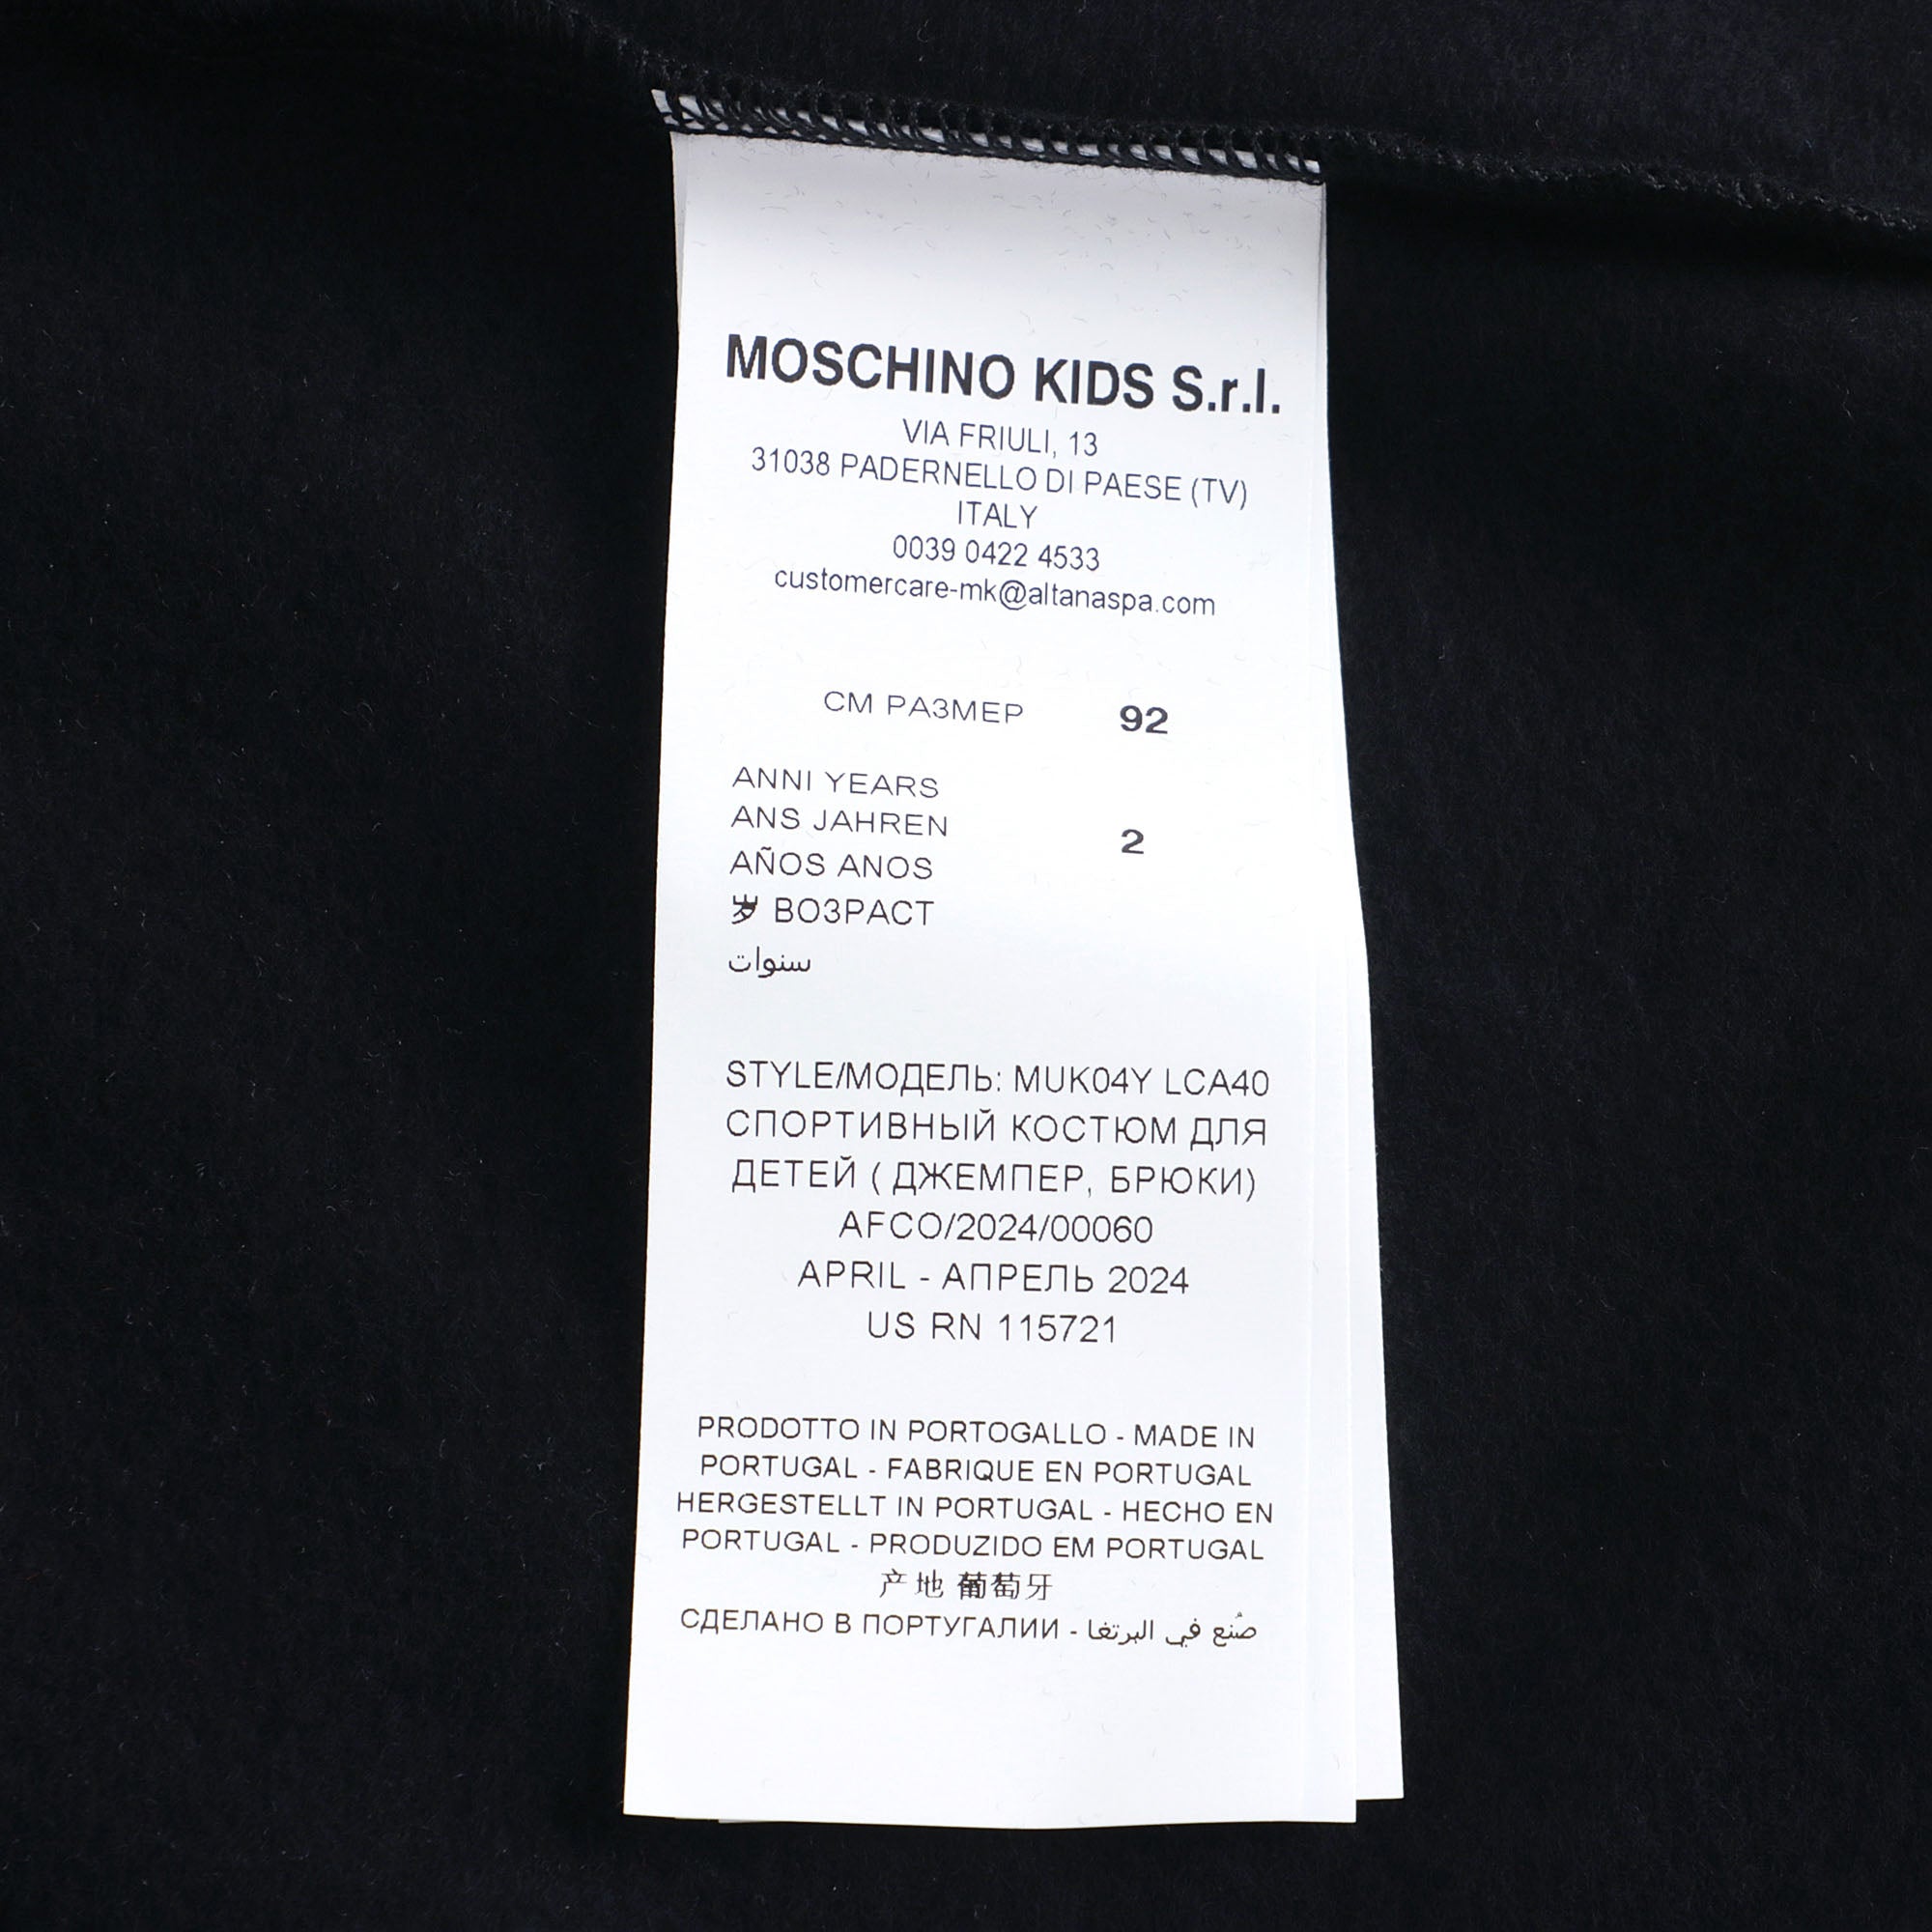 MOSCHINO KIDS S.r.l.
VIA FRIULI, 13
31038 PADERNELLO DI PAESE (TV)
ITALY
0039 0422 4533
customercare-mk@altanaspa.com
СМ РАЗМЕР 92
ANNI YEARS
ANS JAHREN 2
AÑOS ANOS
岁 ВОЗРАСТ
سنوات
STYLE/МОДЕЛЬ: MUK04Y LCA40
СПОРТИВНЫЙ КОСТЮМ ДЛЯ
ДЕТЕЙ ( ДЖЕМПЕР, БРЮКИ)
AFCO/2024/00060
APRIL - АПРЕЛЬ 2024
US RN 115721
PRODOTTO IN PORTOGALLO - MADE IN
PORTUGAL - FABRIQUE EN PORTUGAL
HERGESTELLT IN PORTUGAL - HECHO EN
PORTUGAL - PRODUZIDO EM PORTUGAL
产地 葡萄牙
СДЕЛАНО В ПОРТУГАЛИИ - صُنع في البرتغا